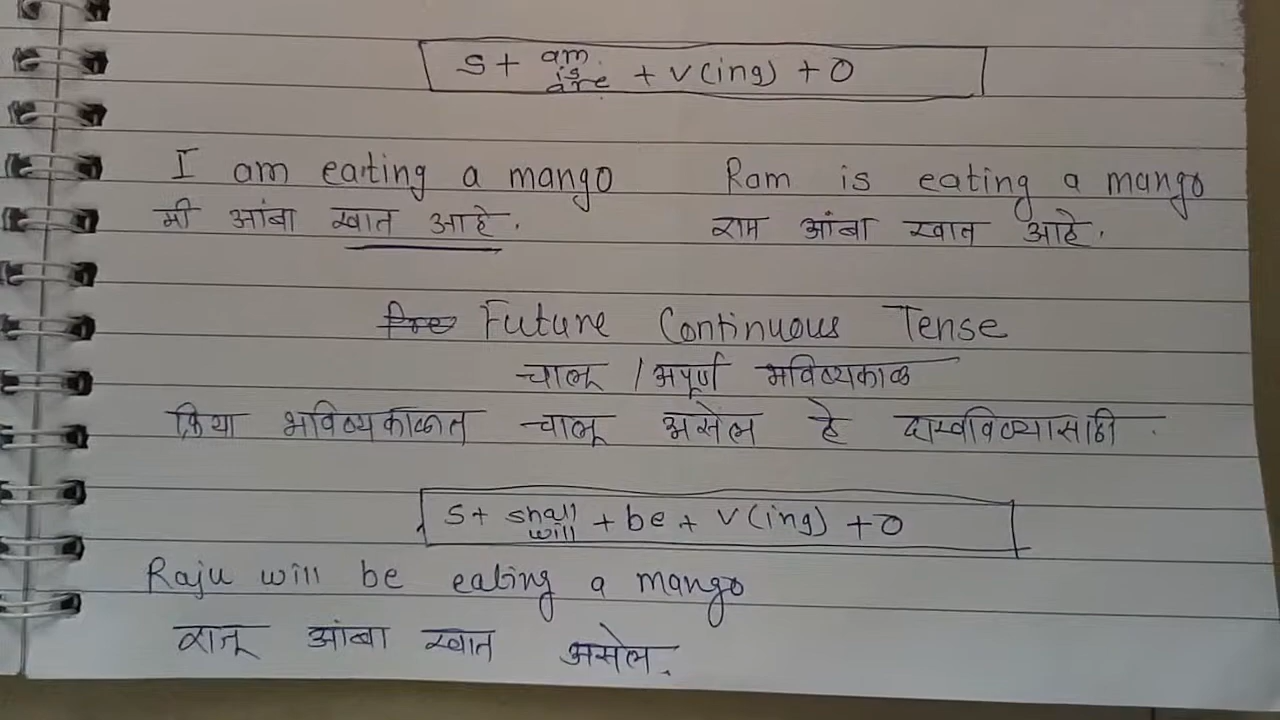 S + am is are + V(ing) + O
I am eating a mango Ram is eating a mango
मी आंबा खात आहे. राम आंबा खात आहे.
Future Continuous Tense
चालू / अपूर्ण भविष्यकाळ
क्रिया भविष्यकाळात चालू असेल हे दाखविण्यासाठी .
S + shall will + be + V(ing) + O
Raju will be eating a mango
राजू आंबा खात असेल.